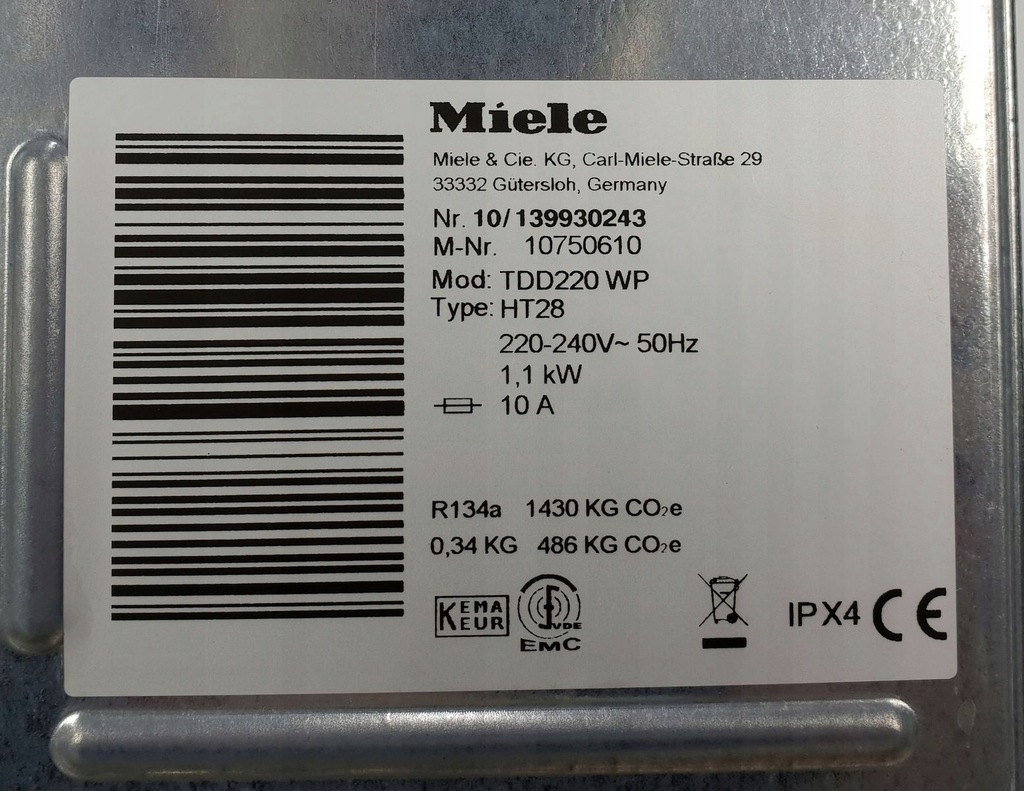 Miele
Miele & Cie. KG, Carl-Miele-Straße 29
33332 Gütersloh, Germany
Nr. 10/139930243
M-Nr. 10750610
Mod: TDD220 WP
Type: HT28
220-240V~ 50Hz
1,1 kW
10 A
R134a 1430 KG CO₂e
0,34 KG 486 KG CO₂e
KEMA
KEUR
VDE
EMC
IPX4 CE